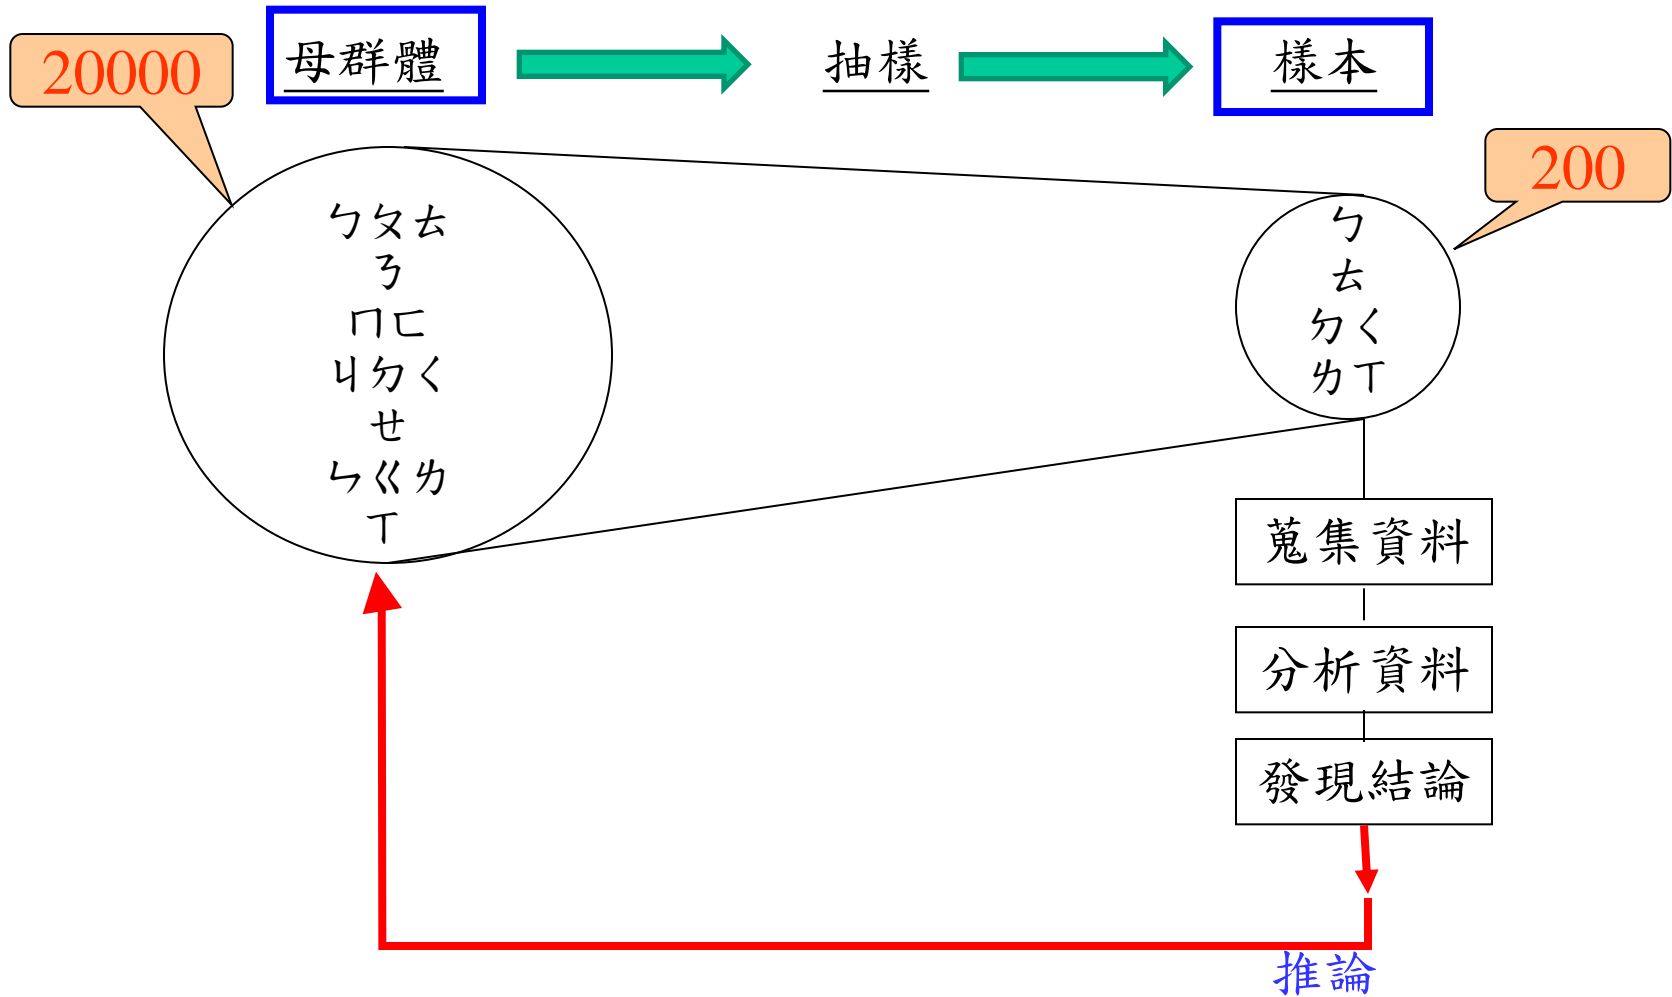 20000
母群體
抽樣
樣本
200
ㄅㄆㄊ
ㄋ
ㄇㄈ
ㄐㄉㄑ
ㄝ
ㄣㄍㄌ
ㄒ
ㄅ
ㄊ
ㄉㄑ
ㄌㄒ
蒐集資料
分析資料
發現結論
推論